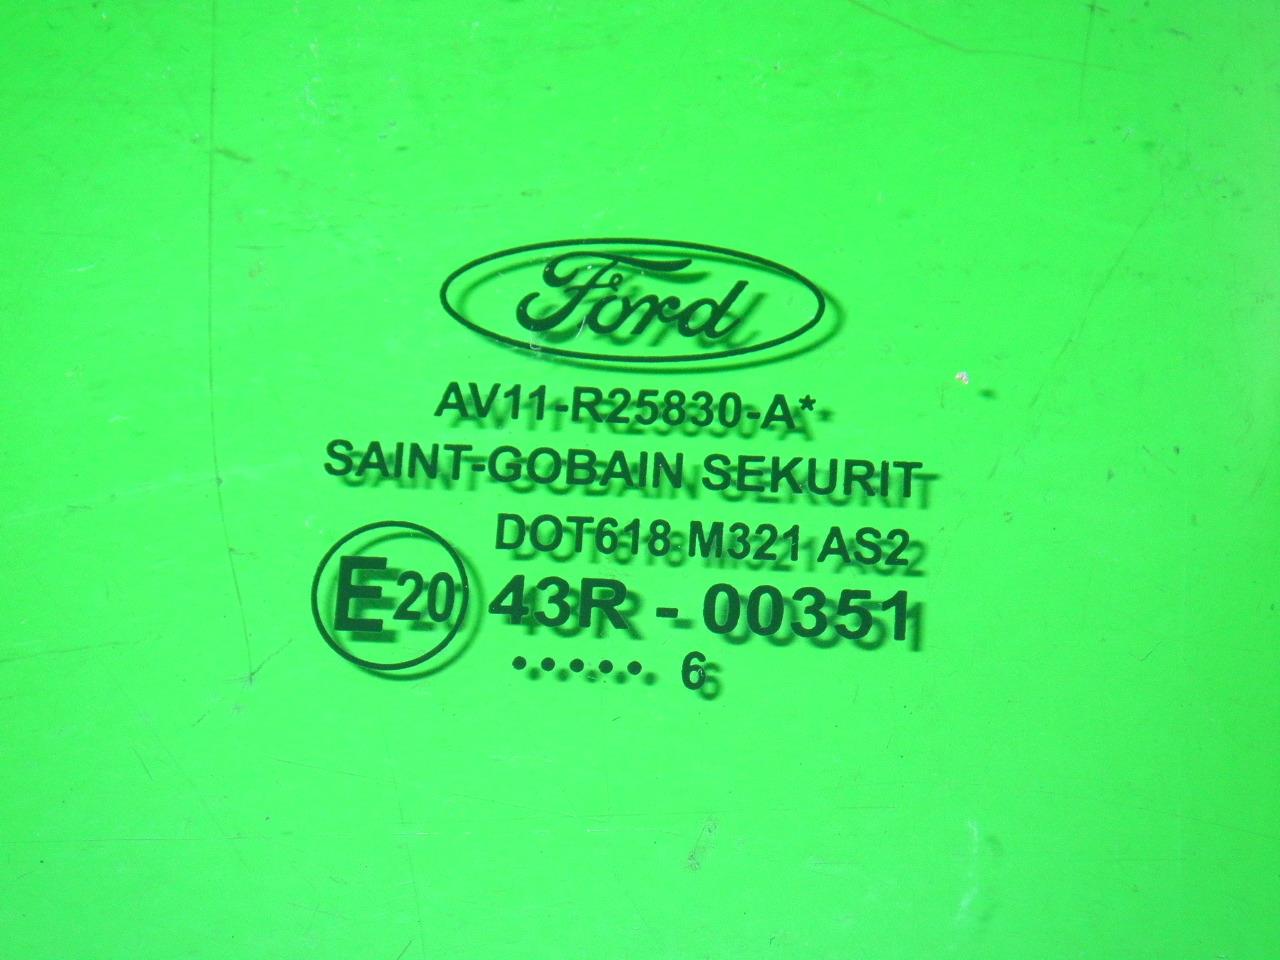 Ford
AV11-R25830-A*
SAINT-GOBAIN SEKURIT
DOT618 M321 AS2
E20 43R - 00351
••••• 6